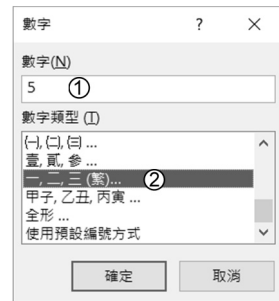 數字 ? ×
數字(N)
5 ①
數字類型 (T)
㈠, ㈡, ㈢ ...
壹, 貳, 參 ...
一, 二, 三 (繁)... ②
甲子, 乙丑, 丙寅 ...
全形 ...
使用預設編號方式
確定 取消